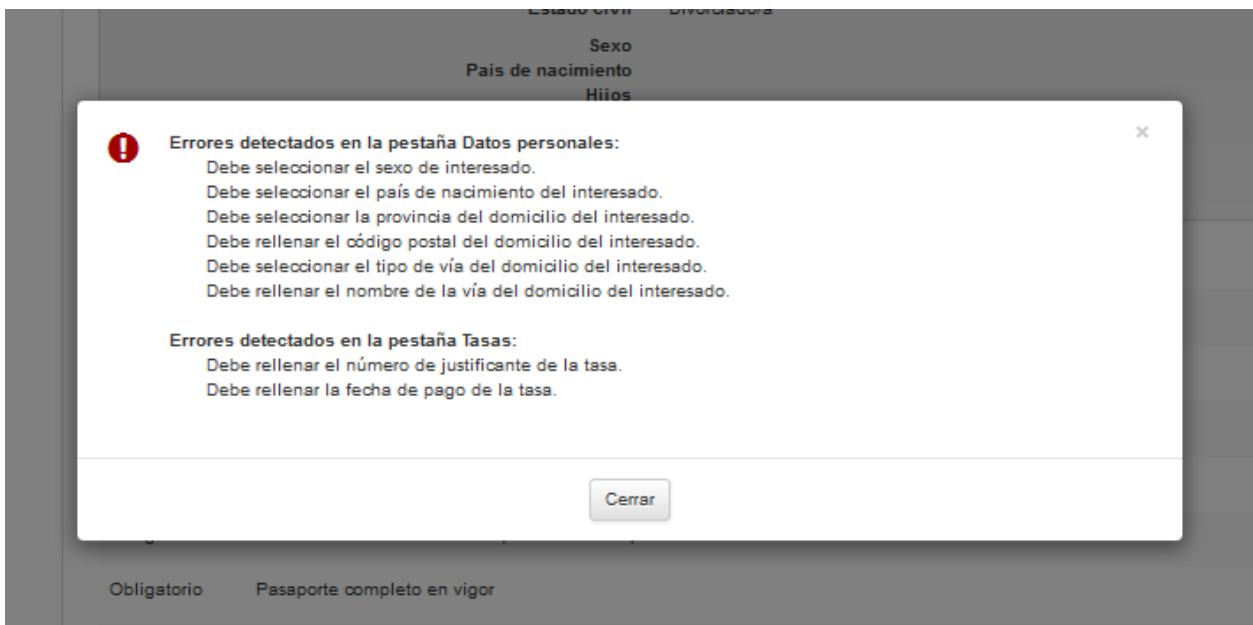 Estado civil Divorciado/a
Sexo
País de nacimiento
Hijos
×
Errores detectados en la pestaña Datos personales:
Debe seleccionar el sexo de interesado.
Debe seleccionar el país de nacimiento del interesado.
Debe seleccionar la provincia del domicilio del interesado.
Debe rellenar el código postal del domicilio del interesado.
Debe seleccionar el tipo de vía del domicilio del interesado.
Debe rellenar el nombre de la vía del domicilio del interesado.
Errores detectados en la pestaña Tasas:
Debe rellenar el número de justificante de la tasa.
Debe rellenar la fecha de pago de la tasa.
Cerrar
Obligatorio Pasaporte completo en vigor